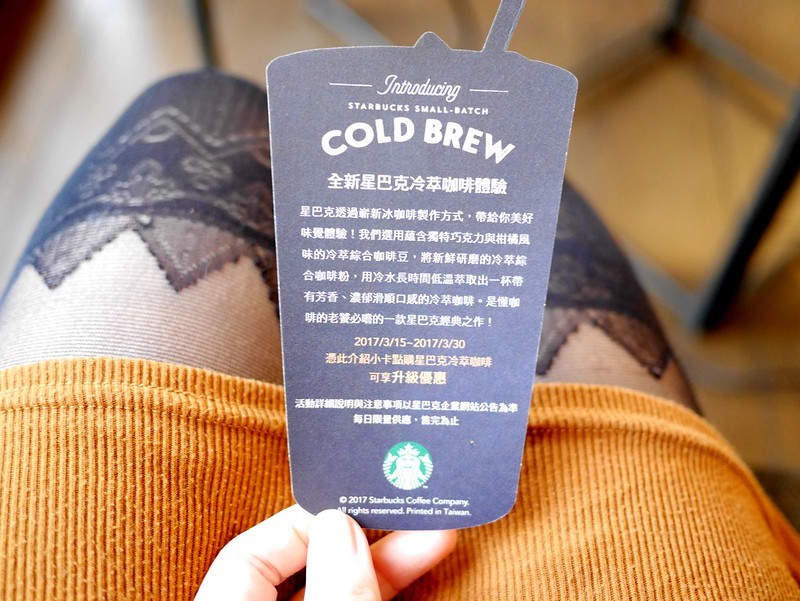 Introducing
STARBUCKS SMALL-BATCH
COLD BREW
全新星巴克冷萃咖啡體驗
星巴克透過嶄新冰咖啡製作方式，帶給你美好
味覺體驗！我們選用蘊含獨特巧克力與柑橘風
味的冷萃綜合咖啡豆，將新鮮研磨的冷萃綜
合咖啡粉，用冷水長時間低溫萃取出一杯帶
有芳香、濃郁滑順口感的冷萃咖啡。是懂咖
啡的老饕必嚐的一款星巴克經典之作！
2017/3/15~2017/3/30
憑此介紹小卡點購星巴克冷萃咖啡
可享升級優惠
活動詳細說明與注意事項以星巴克企業網站公告為準
每日限量供應，售完為止
© 2017 Starbucks Coffee Company.
All rights reserved. Printed in Taiwan.